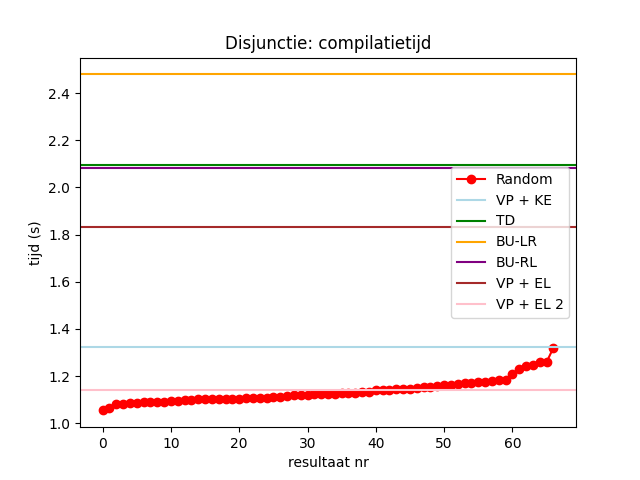 Disjunctie: compilatietijd
tijd (s)
2.4
2.2
2.0
1.8
1.6
1.4
1.2
1.0
Random
VP + KE
TD
BU-LR
BU-RL
VP + EL
VP + EL 2
0 10 20 30 40 50 60
resultaat nr